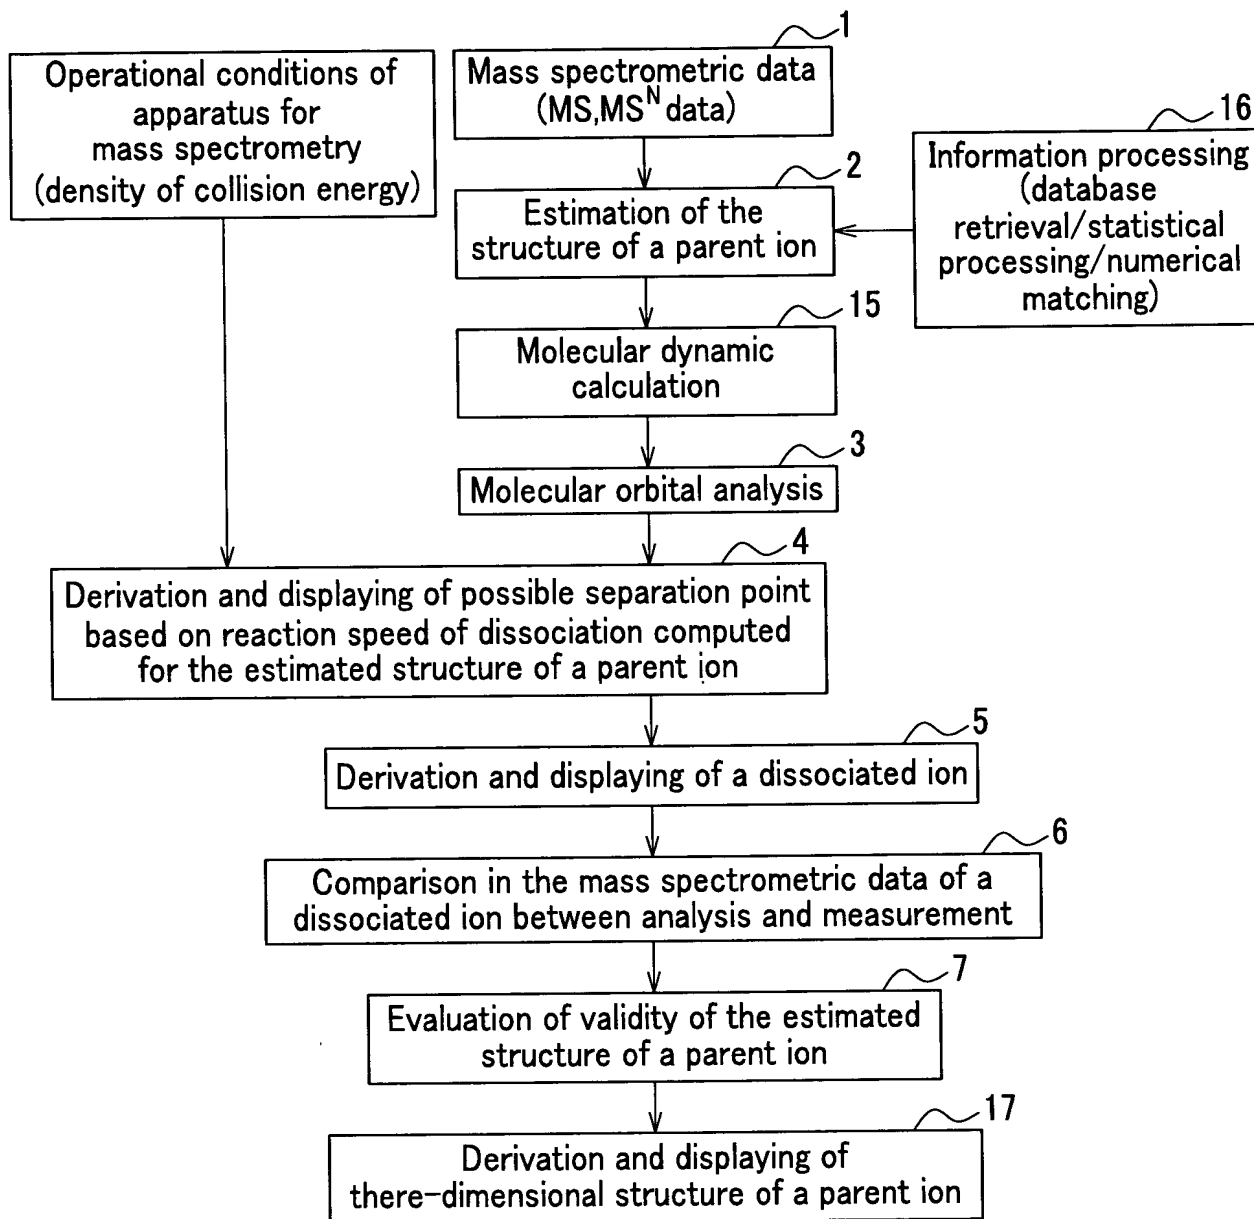 1
Operational conditions of
apparatus for
mass spectrometry
(density of collision energy)
Mass spectrometric data
(MS,MS^N data)
16
Information processing
(database
retrieval/statistical
processing/numerical
matching)
2
Estimation of the
structure of a parent ion
15
Molecular dynamic
calculation
3
Molecular orbital analysis
4
Derivation and displaying of possible separation point
based on reaction speed of dissociation computed
for the estimated structure of a parent ion
5
Derivation and displaying of a dissociated ion
6
Comparison in the mass spectrometric data of a
dissociated ion between analysis and measurement
7
Evaluation of validity of the estimated
structure of a parent ion
17
Derivation and displaying of
there-dimensional structure of a parent ion